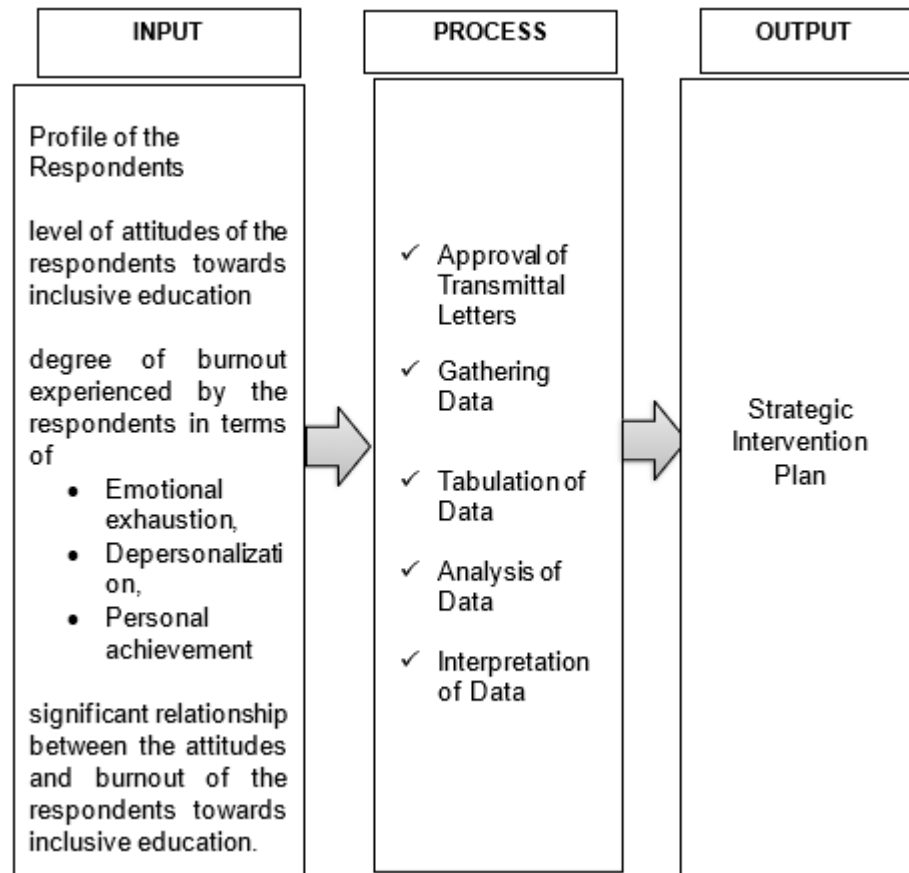 INPUT
Profile of the
Respondents
level of attitudes of the
respondents towards
inclusive education
degree of burnout
experienced by the
respondents in terms
of
• Emotional
exhaustion,
• Depersonalizati
on,
• Personal
achievement
significant relationship
between the attitudes
and burnout of the
respondents towards
inclusive education.
PROCESS
✓ Approval of
Transmittal
Letters
✓ Gathering
Data
✓ Tabulation of
Data
✓ Analysis of
Data
✓ Interpretation
of Data
OUTPUT
Strategic
Intervention
Plan